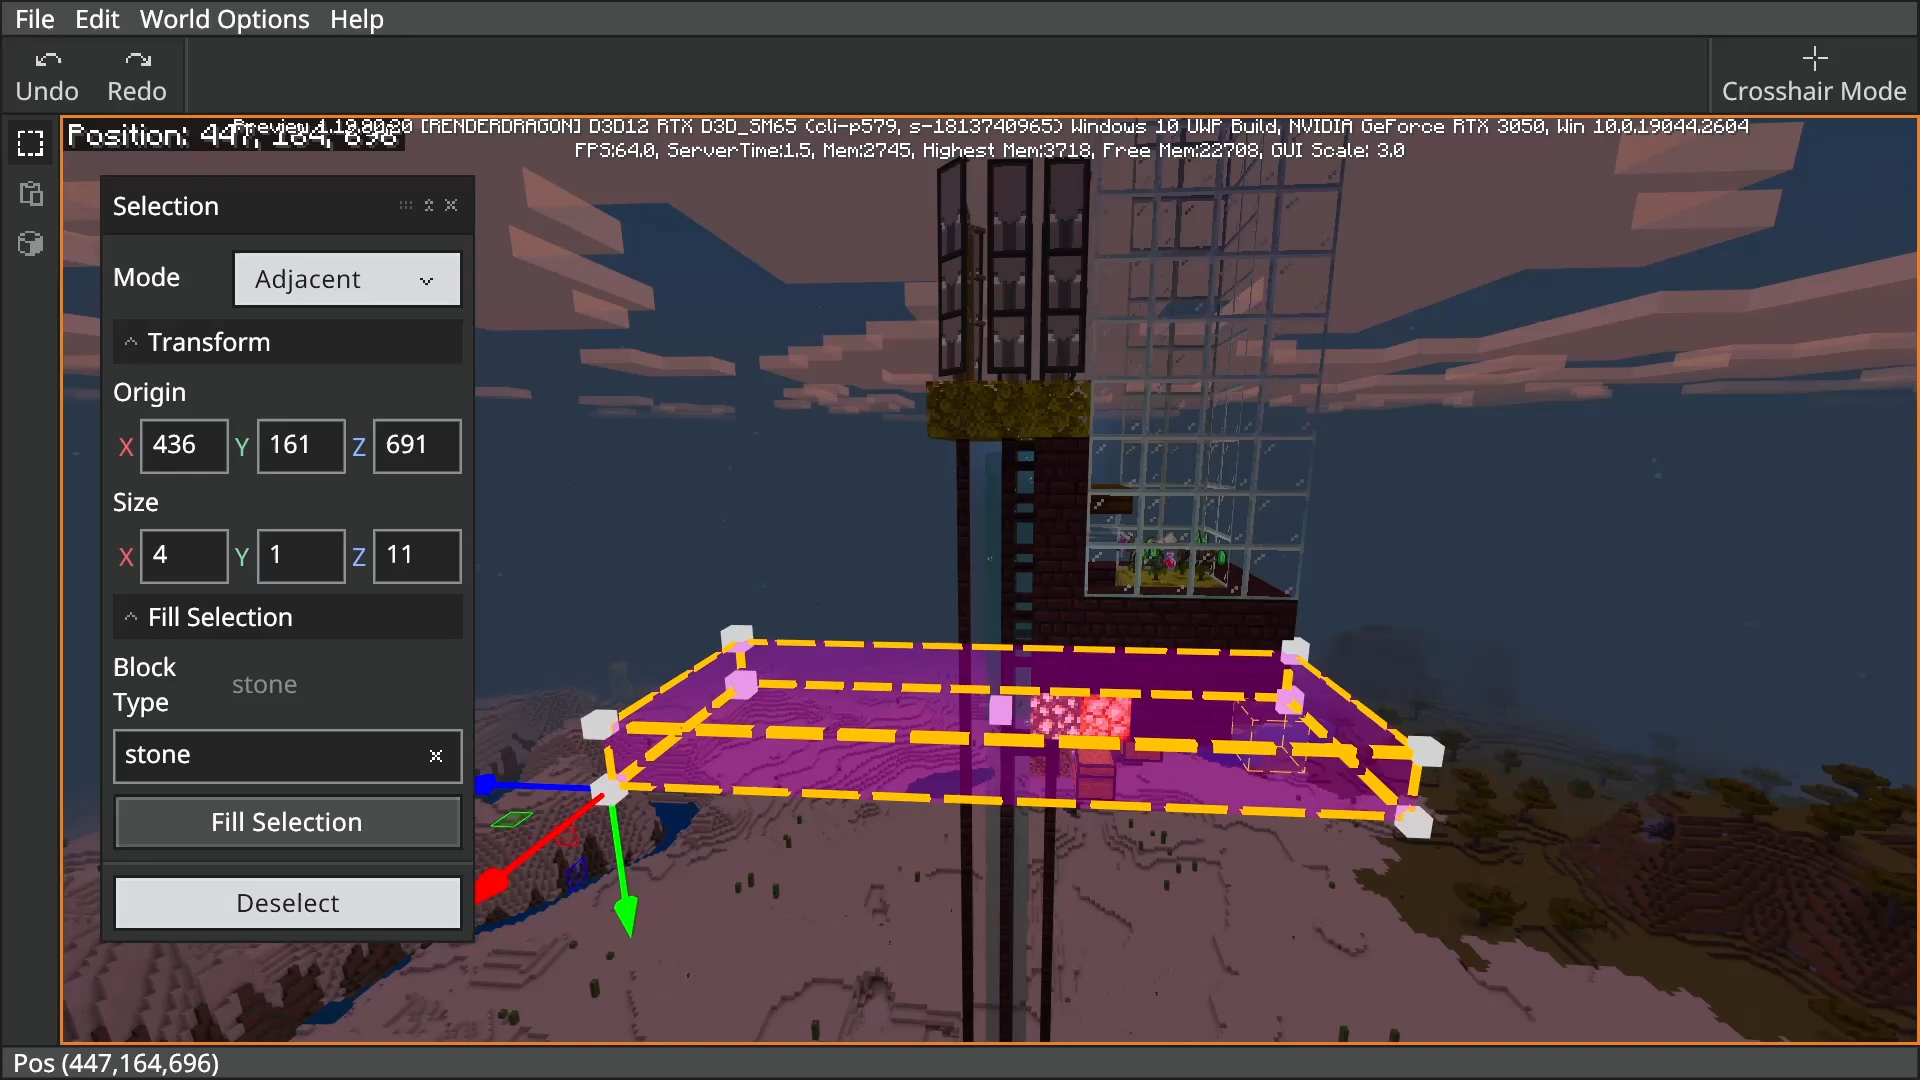 File Edit World Options Help
Undo Redo Crosshair Mode
Position: 447, 164, 696
Preview 1.19.80.20 [RENDERDRAGON] D3D12 RTX D3D_SM65 (cli-p579, s-1813740965) Windows 10 UWP Build, NVIDIA GeForce RTX 3050, Win 10.0.19044.2604
FPS:64.0, ServerTime:1.5, Mem:2745, Highest Mem:3718, Free Mem:22708, GUI Scale: 3.0
Selection
Mode Adjacent
Transform
Origin
X 436 Y 161 Z 691
Size
X 4 Y 1 Z 11
Fill Selection
Block Type stone
stone
Fill Selection
Deselect
Pos (447,164,696)